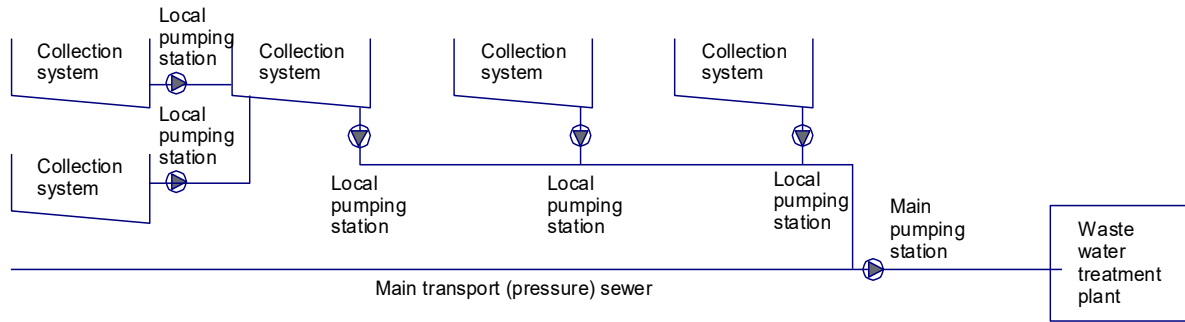 Local
pumping
station
Collection
system
Collection
system
Collection
system
Collection
system
Local
pumping
station
Collection
system
Local
pumping
station
Local
pumping
station
Local
pumping
station
Main
pumping
station
Waste
water
treatment
plant
Main transport (pressure) sewer